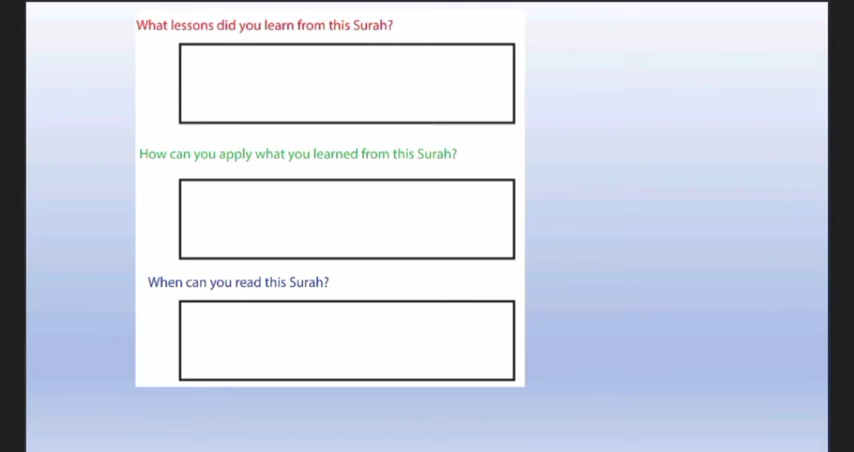 What lessons did you learn from this Surah?
How can you apply what you learned from this Surah?
When can you read this Surah?